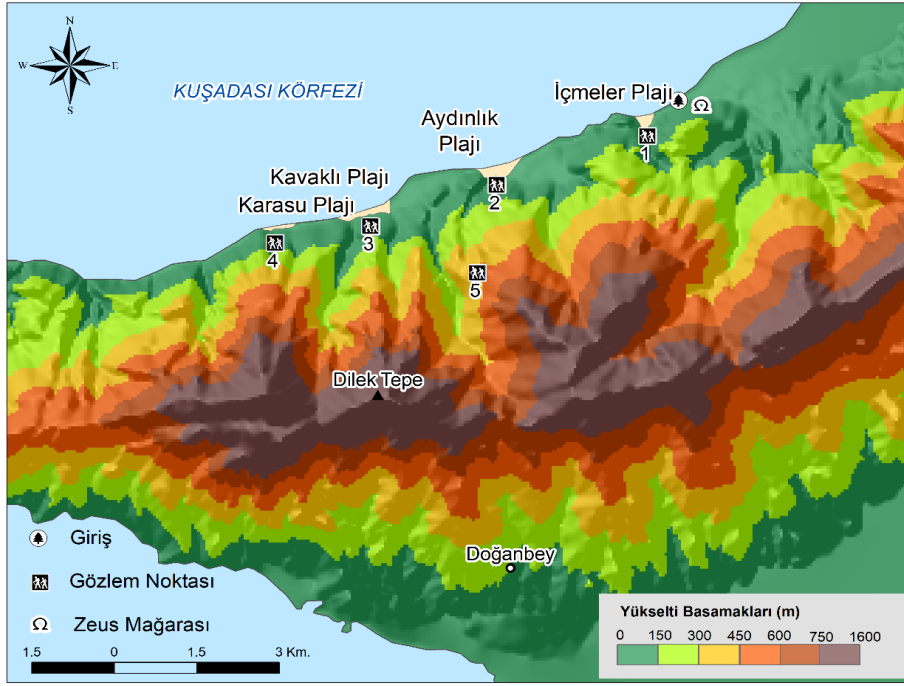 N
W E
S
KUŞADASI KÖRFEZİ
İçmeler Plajı
1
Aydınlık
Plajı
2
Kavaklı Plajı
3
Karasu Plajı
4
5
Dilek Tepe
Doğanbey
Giriş
Gözlem Noktası
Zeus Mağarası
1.5 0 1.5 3 Km.
Yükselti Basamakları (m)
0 150 300 450 600 750 1600